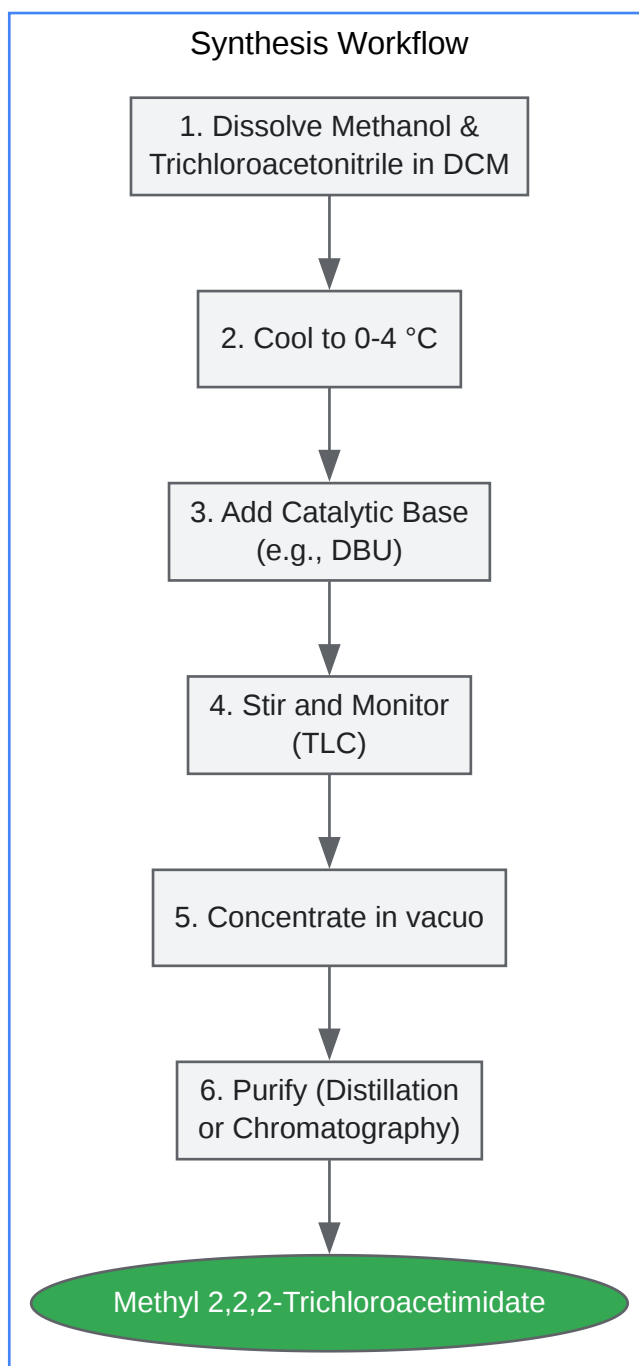 Synthesis Workflow
1. Dissolve Methanol &
Trichloroacetonitrile in DCM
2. Cool to 0-4 °C
3. Add Catalytic Base
(e.g., DBU)
4. Stir and Monitor
(TLC)
5. Concentrate in vacuo
6. Purify (Distillation
or Chromatography)
Methyl 2,2,2-Trichloroacetimidate